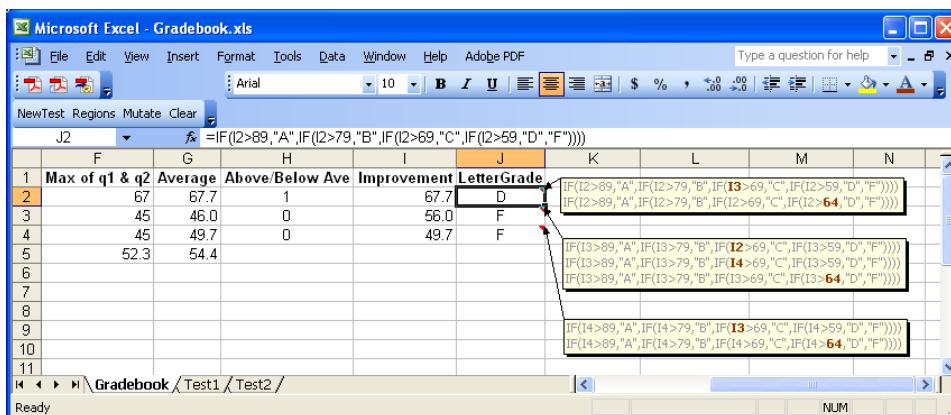 Microsoft Excel - Gradebook.xls
File Edit View Insert Format Tools Data Window Help Adobe PDF Type a question for help
Arial 10 B I U $ % , .00 .00
NewTest Regions Mutate Clear
J2 fx =IF(I2>89,"A",IF(I2>79,"B",IF(I2>69,"C",IF(I2>59,"D","F"))))
F G H I J K L M N
1 Max of q1 & q2 Average Above/Below Ave Improvement LetterGrade
2 67 67.7 1 67.7 D
IF(I2>89,"A",IF(I2>79,"B",IF(I3>69,"C",IF(I2>59,"D","F"))))
IF(I2>89,"A",IF(I2>79,"B",IF(I2>69,"C",IF(I2>64,"D","F"))))
3 45 46.0 0 56.0 F
4 45 49.7 0 49.7 F
IF(I3>89,"A",IF(I3>79,"B",IF(I2>69,"C",IF(I3>59,"D","F"))))
IF(I3>89,"A",IF(I3>79,"B",IF(I4>69,"C",IF(I3>59,"D","F"))))
IF(I3>89,"A",IF(I3>79,"B",IF(I3>69,"C",IF(I3>64,"D","F"))))
5 52.3 54.4
6
7
8
9
IF(I4>89,"A",IF(I4>79,"B",IF(I3>69,"C",IF(I4>59,"D","F"))))
IF(I4>89,"A",IF(I4>79,"B",IF(I4>69,"C",IF(I4>64,"D","F"))))
10
11
Gradebook / Test1 / Test2 /
Ready NUM